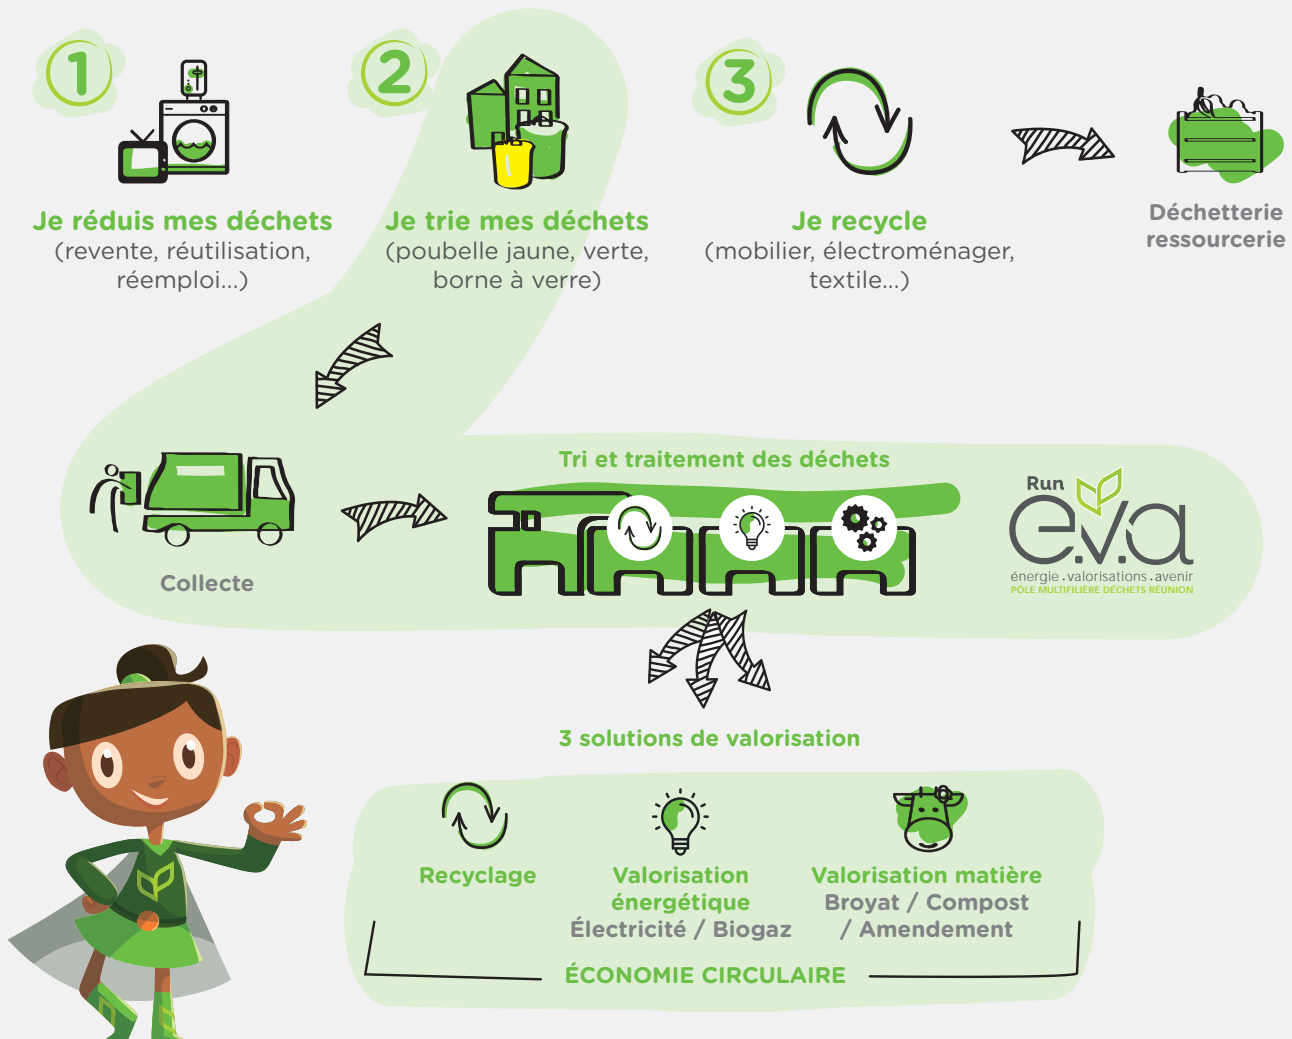 1
2
3
Je réduis mes déchets
(revente, réutilisation,
réemploi...)
Je trie mes déchets
(poubelle jaune, verte,
borne à verre)
Je recycle
(mobilier, électroménager,
textile...)
Déchetterie
ressourcerie
Collecte
Tri et traitement des déchets
Run
e.v.a
énergie.valorisations.avenir
PÔLE MULTIFILIÈRE DÉCHETS RÉUNION
3 solutions de valorisation
Recyclage
Valorisation
énergétique
Électricité / Biogaz
Valorisation matière
Broyat / Compost
/ Amendement
ÉCONOMIE CIRCULAIRE